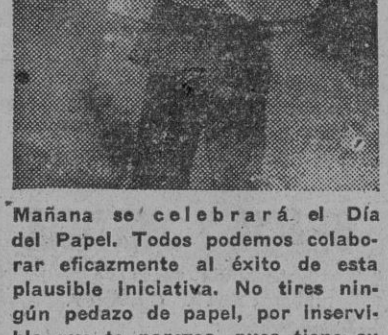 Mañana se celebrará el Día
del Papel. Todos podemos colabo-
rar eficazmente al éxito de esta
plausible iniciativa. No tires nin-
gún pedazo de papel, por inservi-